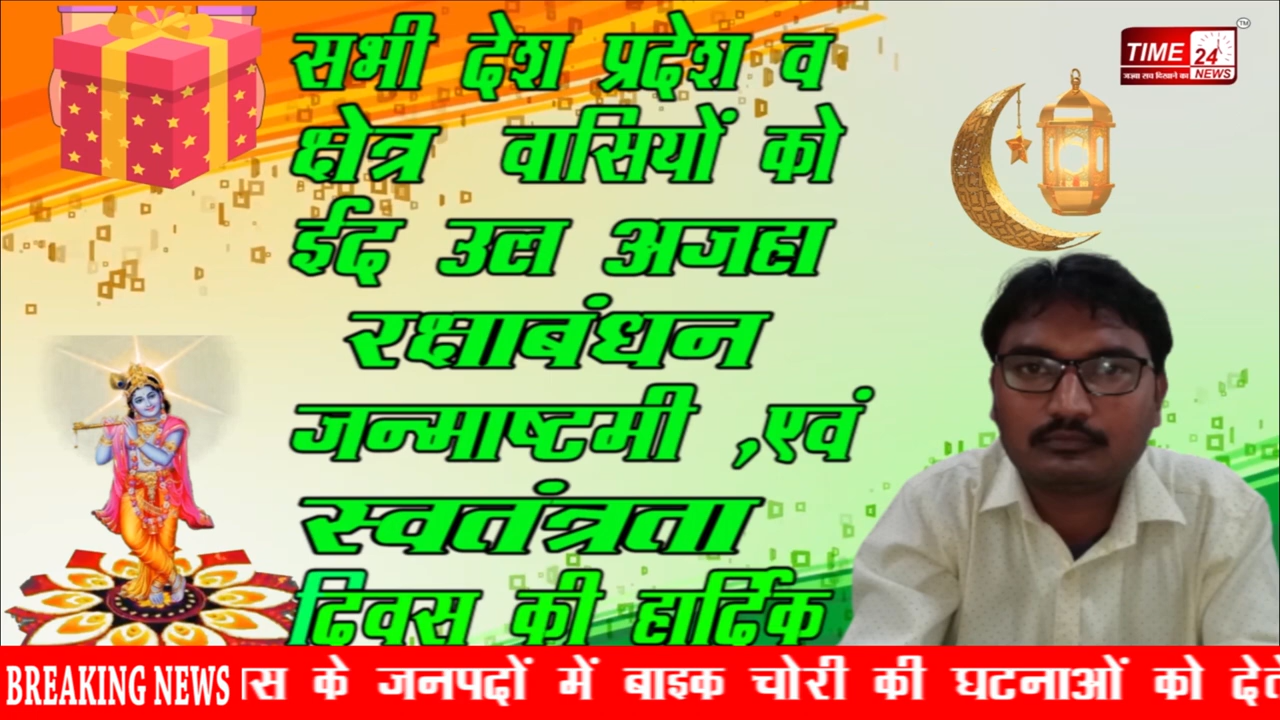 सभी देश प्रदेश व
क्षेत्र वासियों को
ईद उल अजहा
रक्षाबंधन
जन्माष्टमी ,एवं
स्वतंत्रता
दिवस की हार्दिक
TM
TIME 24
NEWS
BREAKING NEWS
के जनपदों में बाइक चोरी की घटनाओं को